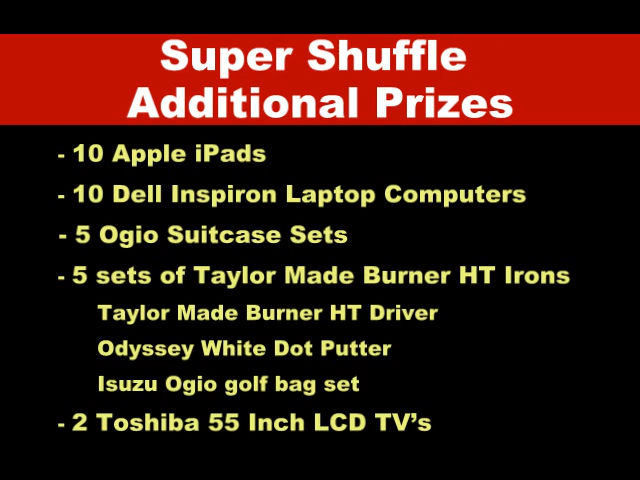 Super Shuffle
Additional Prizes
- 10 Apple iPads
- 10 Dell Inspiron Laptop Computers
- 5 Ogio Suitcase Sets
- 5 sets of Taylor Made Burner HT Irons
Taylor Made Burner HT Driver
Odyssey White Dot Putter
Isuzu Ogio golf bag set
- 2 Toshiba 55 Inch LCD TV’s